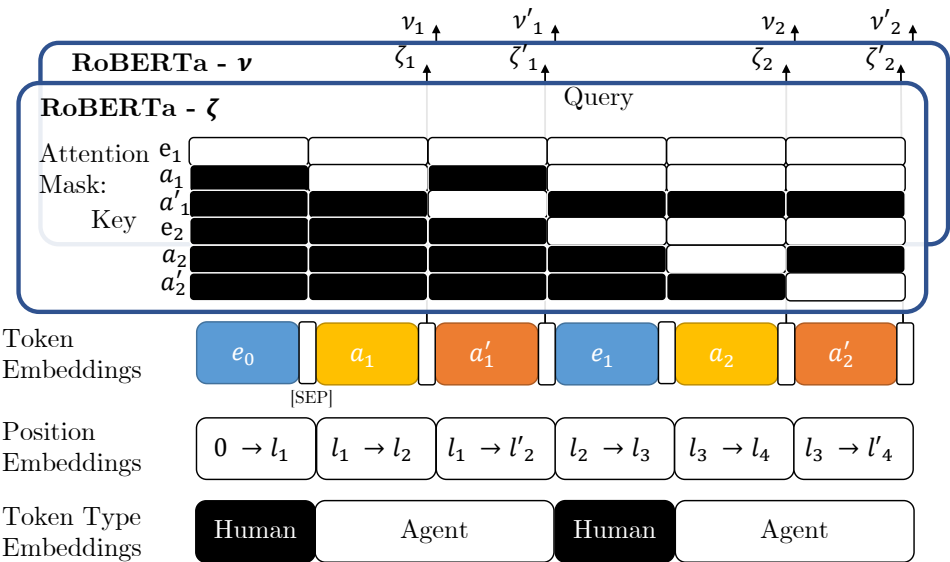 ν₁ ν′₁ ν₂ ν′₂
RoBERTa - ν ζ₁ ζ′₁ ζ₂ ζ′₂
RoBERTa - ζ Query
Attention e₁
Mask: a₁
a′₁
Key e₂
a₂
a′₂
Token
Embeddings
e₀ a₁ a′₁ e₁ a₂ a′₂
[SEP]
Position
Embeddings
0 → l₁ l₁ → l₂ l₁ → l′₂ l₂ → l₃ l₃ → l₄ l₃ → l′₄
Token Type
Embeddings
Human Agent Human Agent